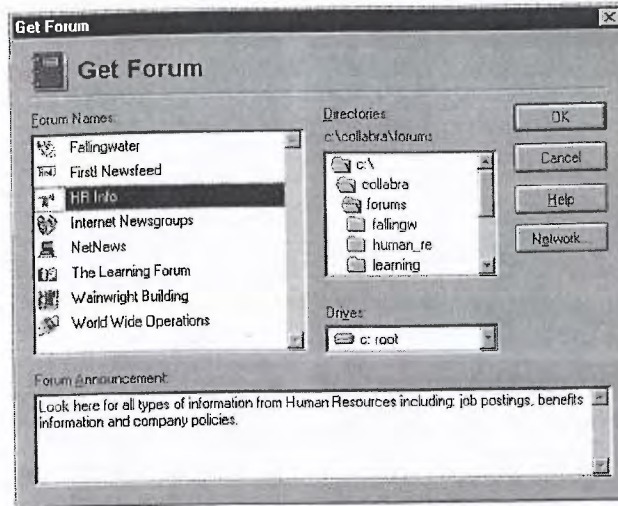 Get Forum
Get Forum
Forum Names:
Fallingwater
First! Newsfeed
HR Info
Internet Newsgroups
NetNews
The Learning Forum
Wainwright Building
World Wide Operations
Directories:
c:\collabra\forums
c:\
collabra
forums
fallingw
human_re
learning
Drives:
c: root
OK
Cancel
Help
Network...
Forum Announcement:
Look here for all types of information from Human Resources including: job postings, benefits
information and company policies.